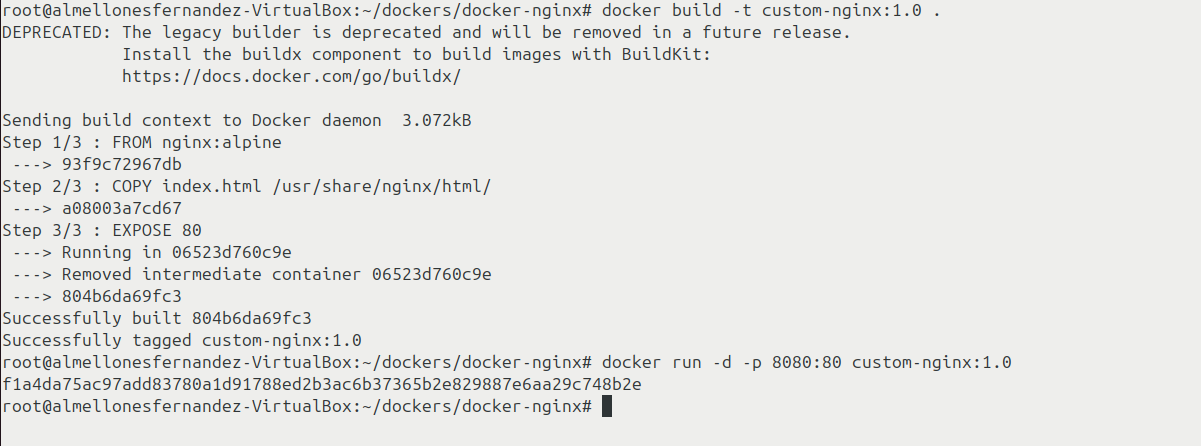 root@almellonesfernandez-VirtualBox:~/dockers/docker-nginx# docker build -t custom-nginx:1.0 .
DEPRECATED: The legacy builder is deprecated and will be removed in a future release.
            Install the buildx component to build images with BuildKit:
            https://docs.docker.com/go/buildx/

Sending build context to Docker daemon  3.072kB
Step 1/3 : FROM nginx:alpine
 ---> 93f9c72967db
Step 2/3 : COPY index.html /usr/share/nginx/html/
 ---> a08003a7cd67
Step 3/3 : EXPOSE 80
 ---> Running in 06523d760c9e
 ---> Removed intermediate container 06523d760c9e
 ---> 804b6da69fc3
Successfully built 804b6da69fc3
Successfully tagged custom-nginx:1.0
root@almellonesfernandez-VirtualBox:~/dockers/docker-nginx# docker run -d -p 8080:80 custom-nginx:1.0
f1a4da75ac97add83780a1d91788ed2b3ac6b37365b2e829887e6aa29c748b2e
root@almellonesfernandez-VirtualBox:~/dockers/docker-nginx#